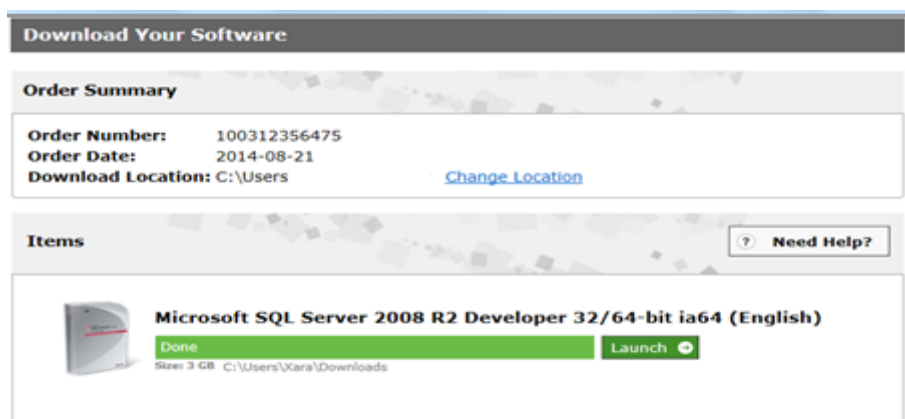 Download Your Software
Order Summary
Order Number: 100312356475
Order Date: 2014-08-21
Download Location: C:\Users Change Location
Items
? Need Help?
Microsoft SQL Server 2008 R2 Developer 32/64-bit ia64 (English)
Done Launch
Size: 3 GB C:\Users\Xara\Downloads